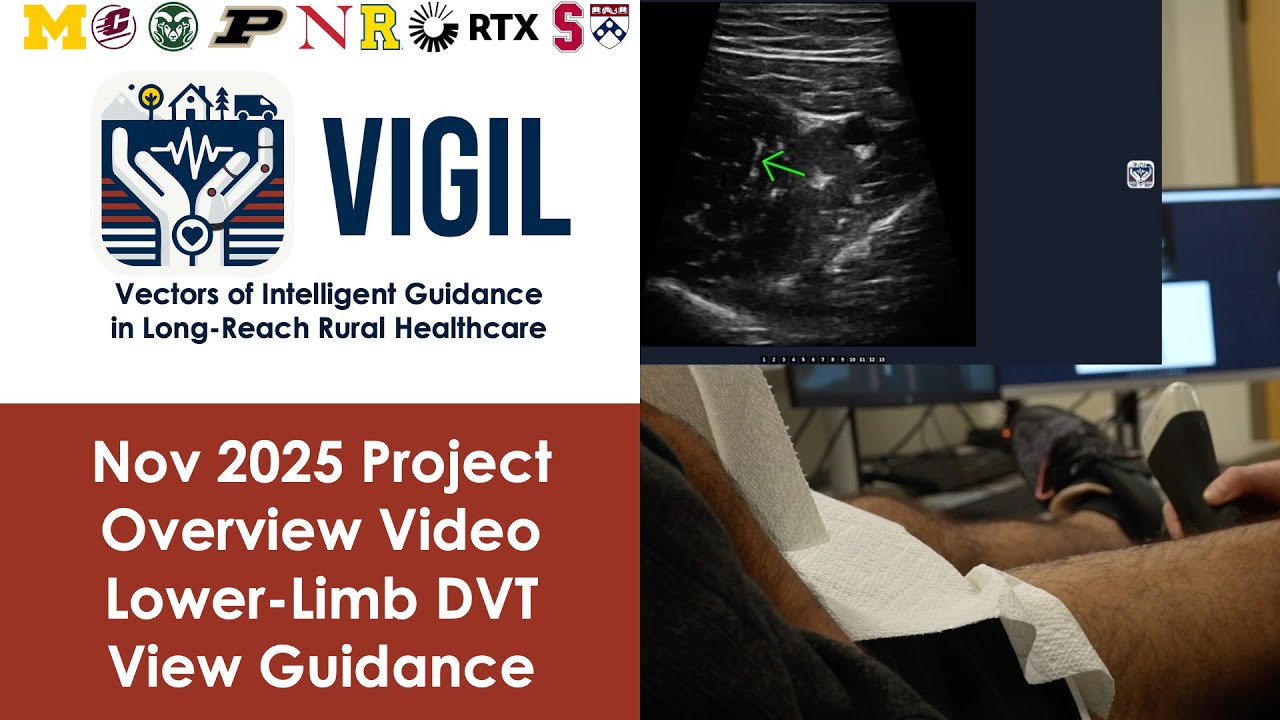 M C P N R RTX S
VIGIL
Vectors of Intelligent Guidance
in Long-Reach Rural Healthcare
Nov 2025 Project
Overview Video
Lower-Limb DVT
View Guidance
1 2 3 4 5 6 7 8 9 10 11 12 13